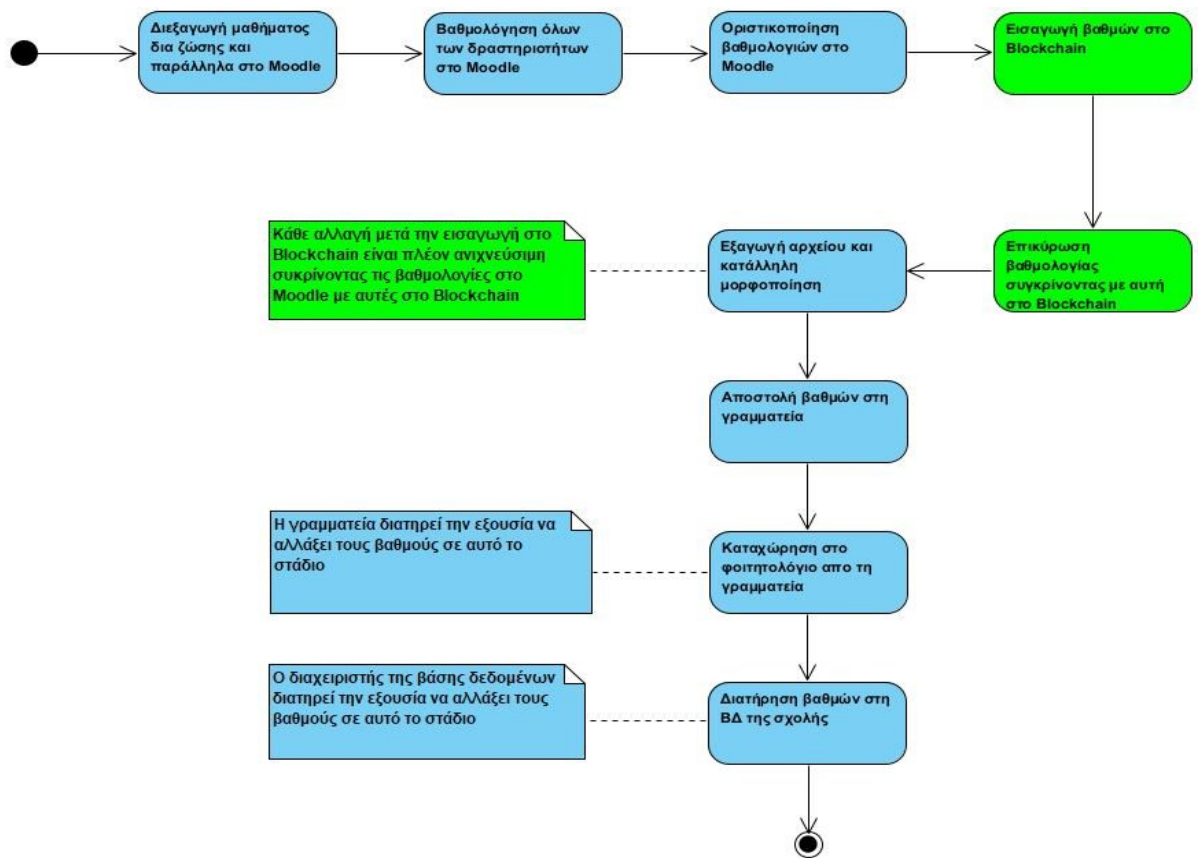 Διεξαγωγή μαθήματος
δια ζώσης και
παράλληλα στο Moodle
Βαθμολόγηση όλων
των δραστηριοτήτων
στο Moodle
Οριστικοποίηση
βαθμολογιών στο
Moodle
Εισαγωγή βαθμών στο
Blockchain
Κάθε αλλαγή μετά την εισαγωγή στο
Blockchain είναι πλέον ανιχνεύσιμη
συκρίνοντας τις βαθμολογίες στο
Moodle με αυτές στο Blockchain
Εξαγωγή αρχείου και
κατάλληλη
μορφοποίηση
Επικύρωση
βαθμολογίας
συγκρίνοντας με αυτή
στο Blockchain
Αποστολή βαθμών στη
γραμματεία
Η γραμματεία διατηρεί την εξουσία να
αλλάξει τους βαθμούς σε αυτό το
στάδιο
Καταχώρηση στο
φοιτητολόγιο απο τη
γραμματεία
Ο διαχειριστής της βάσης δεδομένων
διατηρεί την εξουσία να αλλάξει τους
βαθμούς σε αυτό το στάδιο
Διατήρηση βαθμών στη
ΒΔ της σχολής